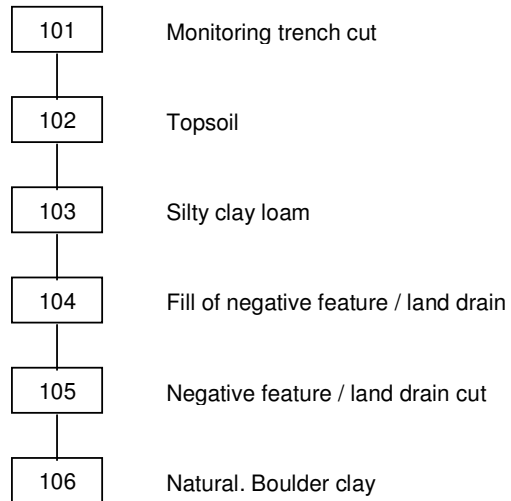 101 Monitoring trench cut
102 Topsoil
103 Silty clay loam
104 Fill of negative feature / land drain
105 Negative feature / land drain cut
106 Natural. Boulder clay